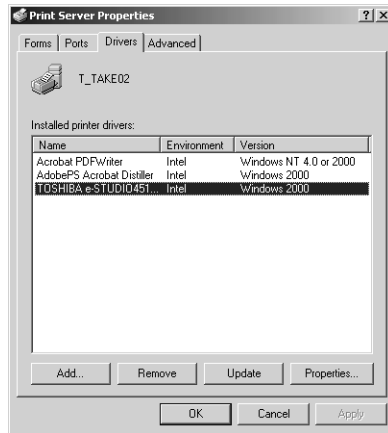 Print Server Properties
Forms Ports Drivers Advanced
T_TAKE02
Installed printer drivers:
Name Environment Version
Acrobat PDFWriter Intel Windows NT 4.0 or 2000
AdobePS Acrobat Distiller Intel Windows 2000
TOSHIBA e-STUDIO451... Intel Windows 2000
Add... Remove Update Properties...
OK Cancel Apply